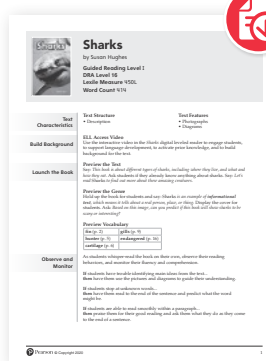 Sharks
Sharks
by Susan Hughes
Guided Reading Level I
DRA Level 16
Lexile Measure 450L
Word Count 474
Text Characteristics
Text Structure
• Description
Text Features
• Photographs
• Diagrams
Build Background
ELL Access Video
Use the interactive video in the Study digital leveled reader to engage students,
to support language development, to activate prior knowledge, and to build
background for the text.
Launch the Book
Preview the Text
Say: This book is about different types of sharks, including where they live, and what and
how they eat. Ask students if they already know anything about sharks. Say: Let's
read Sharks to find out more about these amazing creatures.
Preview the Genre
Hold up the book for students and say: Sharks is an example of informational
text, which means it tells about a real person, place, or thing. Display the cover for
students. Ask: Based on this image, can you predict if this book will show sharks to be
scary or interesting?
Preview Vocabulary
fin (p. 2)
gills (p. 9)
hunter (p. 5)
endangered (p. 16)
cartilage (p. 6)
Observe and Monitor
As students whisper-read the book on their own, observe their reading
behaviors, and monitor their fluency and comprehension.
If students have trouble identifying main ideas from the text...
then have them use the pictures and diagrams to guide their understanding.
If students stop at unknown words...
then have them read to the end of the sentence and predict what the word
might be.
If students are able to read smoothly within a paragraph...
then praise them for their good reading and ask them what they do as they come
to the end of a sentence.
Pearson © Copyright 2020
1